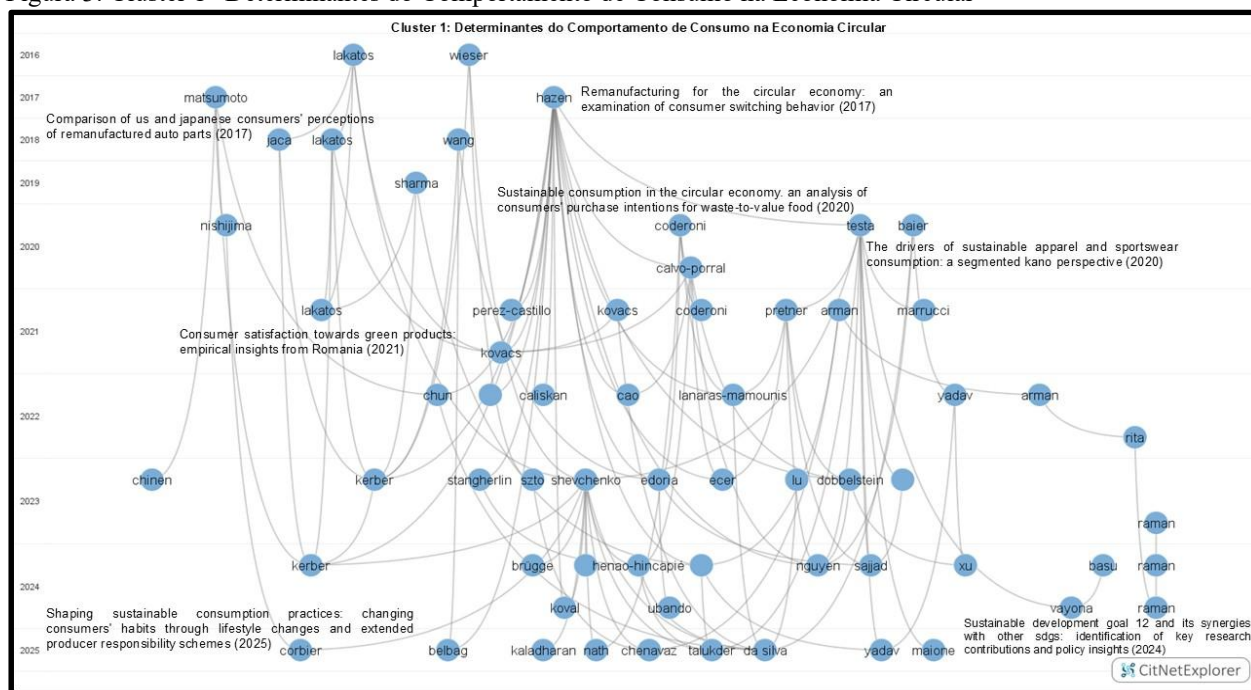 Cluster 1: Determinantes do Comportamento de Consumo na Economia Circular
2016
lakatos
wieser
2017
matsumoto
hazen
Remanufacturing for the circular economy: an
examination of consumer switching behavior (2017)
Comparison of us and japanese consumers' perceptions
of remanufactured auto parts (2017)
2018
jaca
lakatos
wang
2019
sharma
Sustainable consumption in the circular economy. an analysis of
consumers' purchase intentions for waste-to-value food (2020)
nishijima
coderoni
testa
baier
2020
The drivers of sustainable apparel and sportswear
consumption: a segmented kano perspective (2020)
calvo-porral
lakatos
perez-castillo
kovacs
coderoni
pretner
arman
marrucci
2021
Consumer satisfaction towards green products:
empirical insights from Romania (2021)
kovacs
chun
caliskan
cao
lanaras-mamounis
yadav
arman
2022
rita
chinen
kerber
stangherlin
szto
shevchenko
edoria
ecer
lu
dobbelstein
2023
raman
kerber
brügge
henao-hincapié
nguyen
sajjad
xu
basu
raman
2024
koval
ubando
vayona
raman
Shaping sustainable consumption practices: changing
consumers' habits through lifestyle changes and extended
producer responsibility schemes (2025)
Sustainable development goal 12 and its synergies
with other sdgs: identification of key research
contributions and policy insights (2024)
2025
corbier
belbag
kaladharan
nath
chenavaz
talukder
da silva
yadav
maione
CitNetExplorer